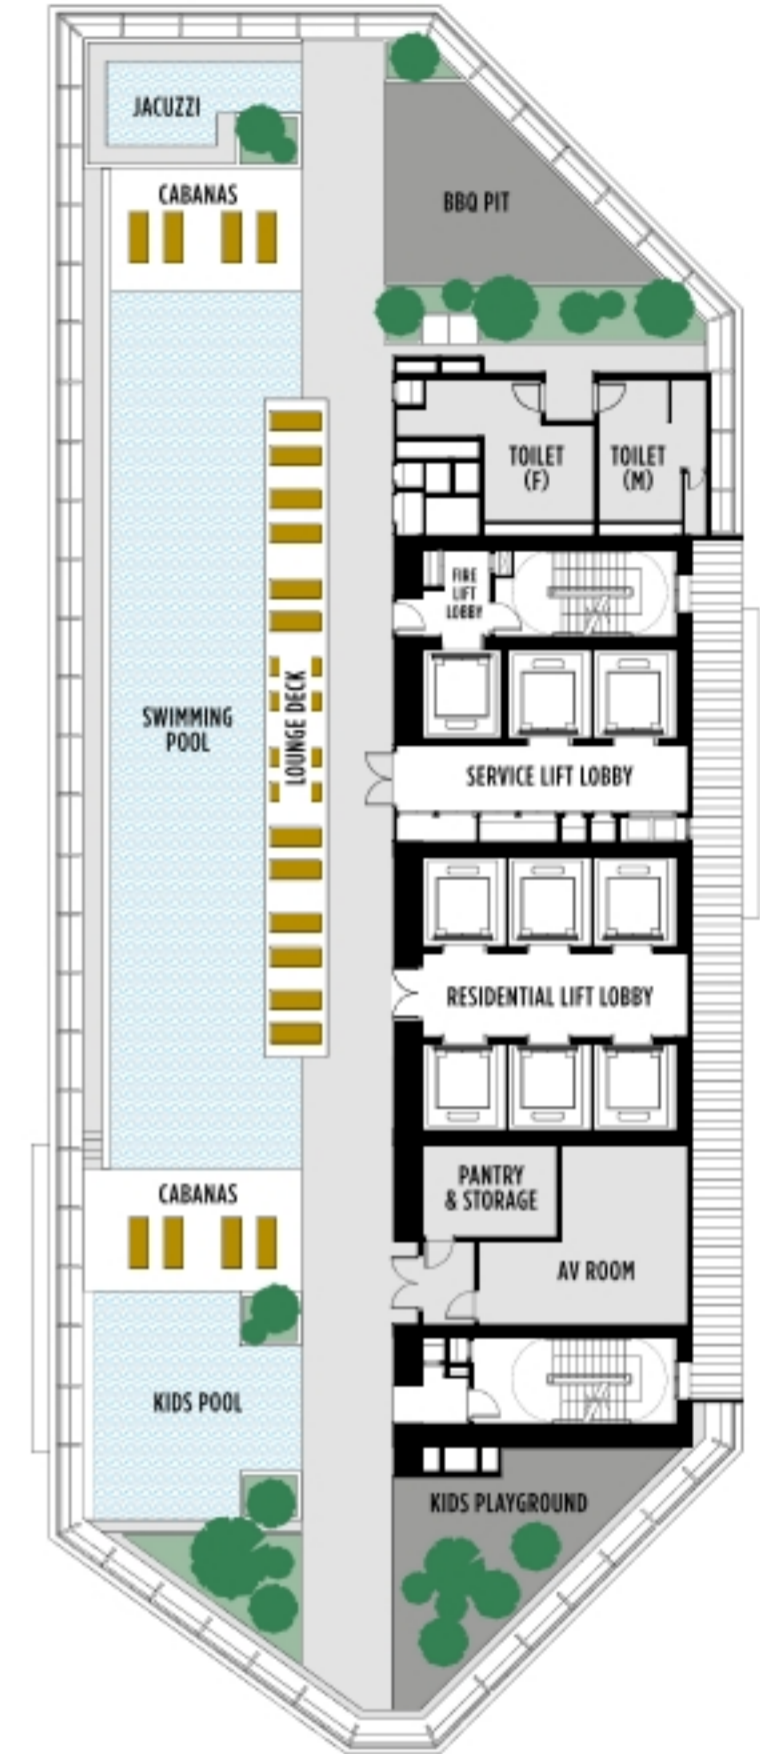 JACUZZI
CABANAS
BBQ PIT
TOILET
(F)
TOILET
(M)
FIRE
LIFT
LOBBY
SWIMMING
POOL
LOUNGE DECK
SERVICE LIFT LOBBY
RESIDENTIAL LIFT LOBBY
PANTRY
& STORAGE
CABANAS
AV ROOM
KIDS POOL
KIDS PLAYGROUND